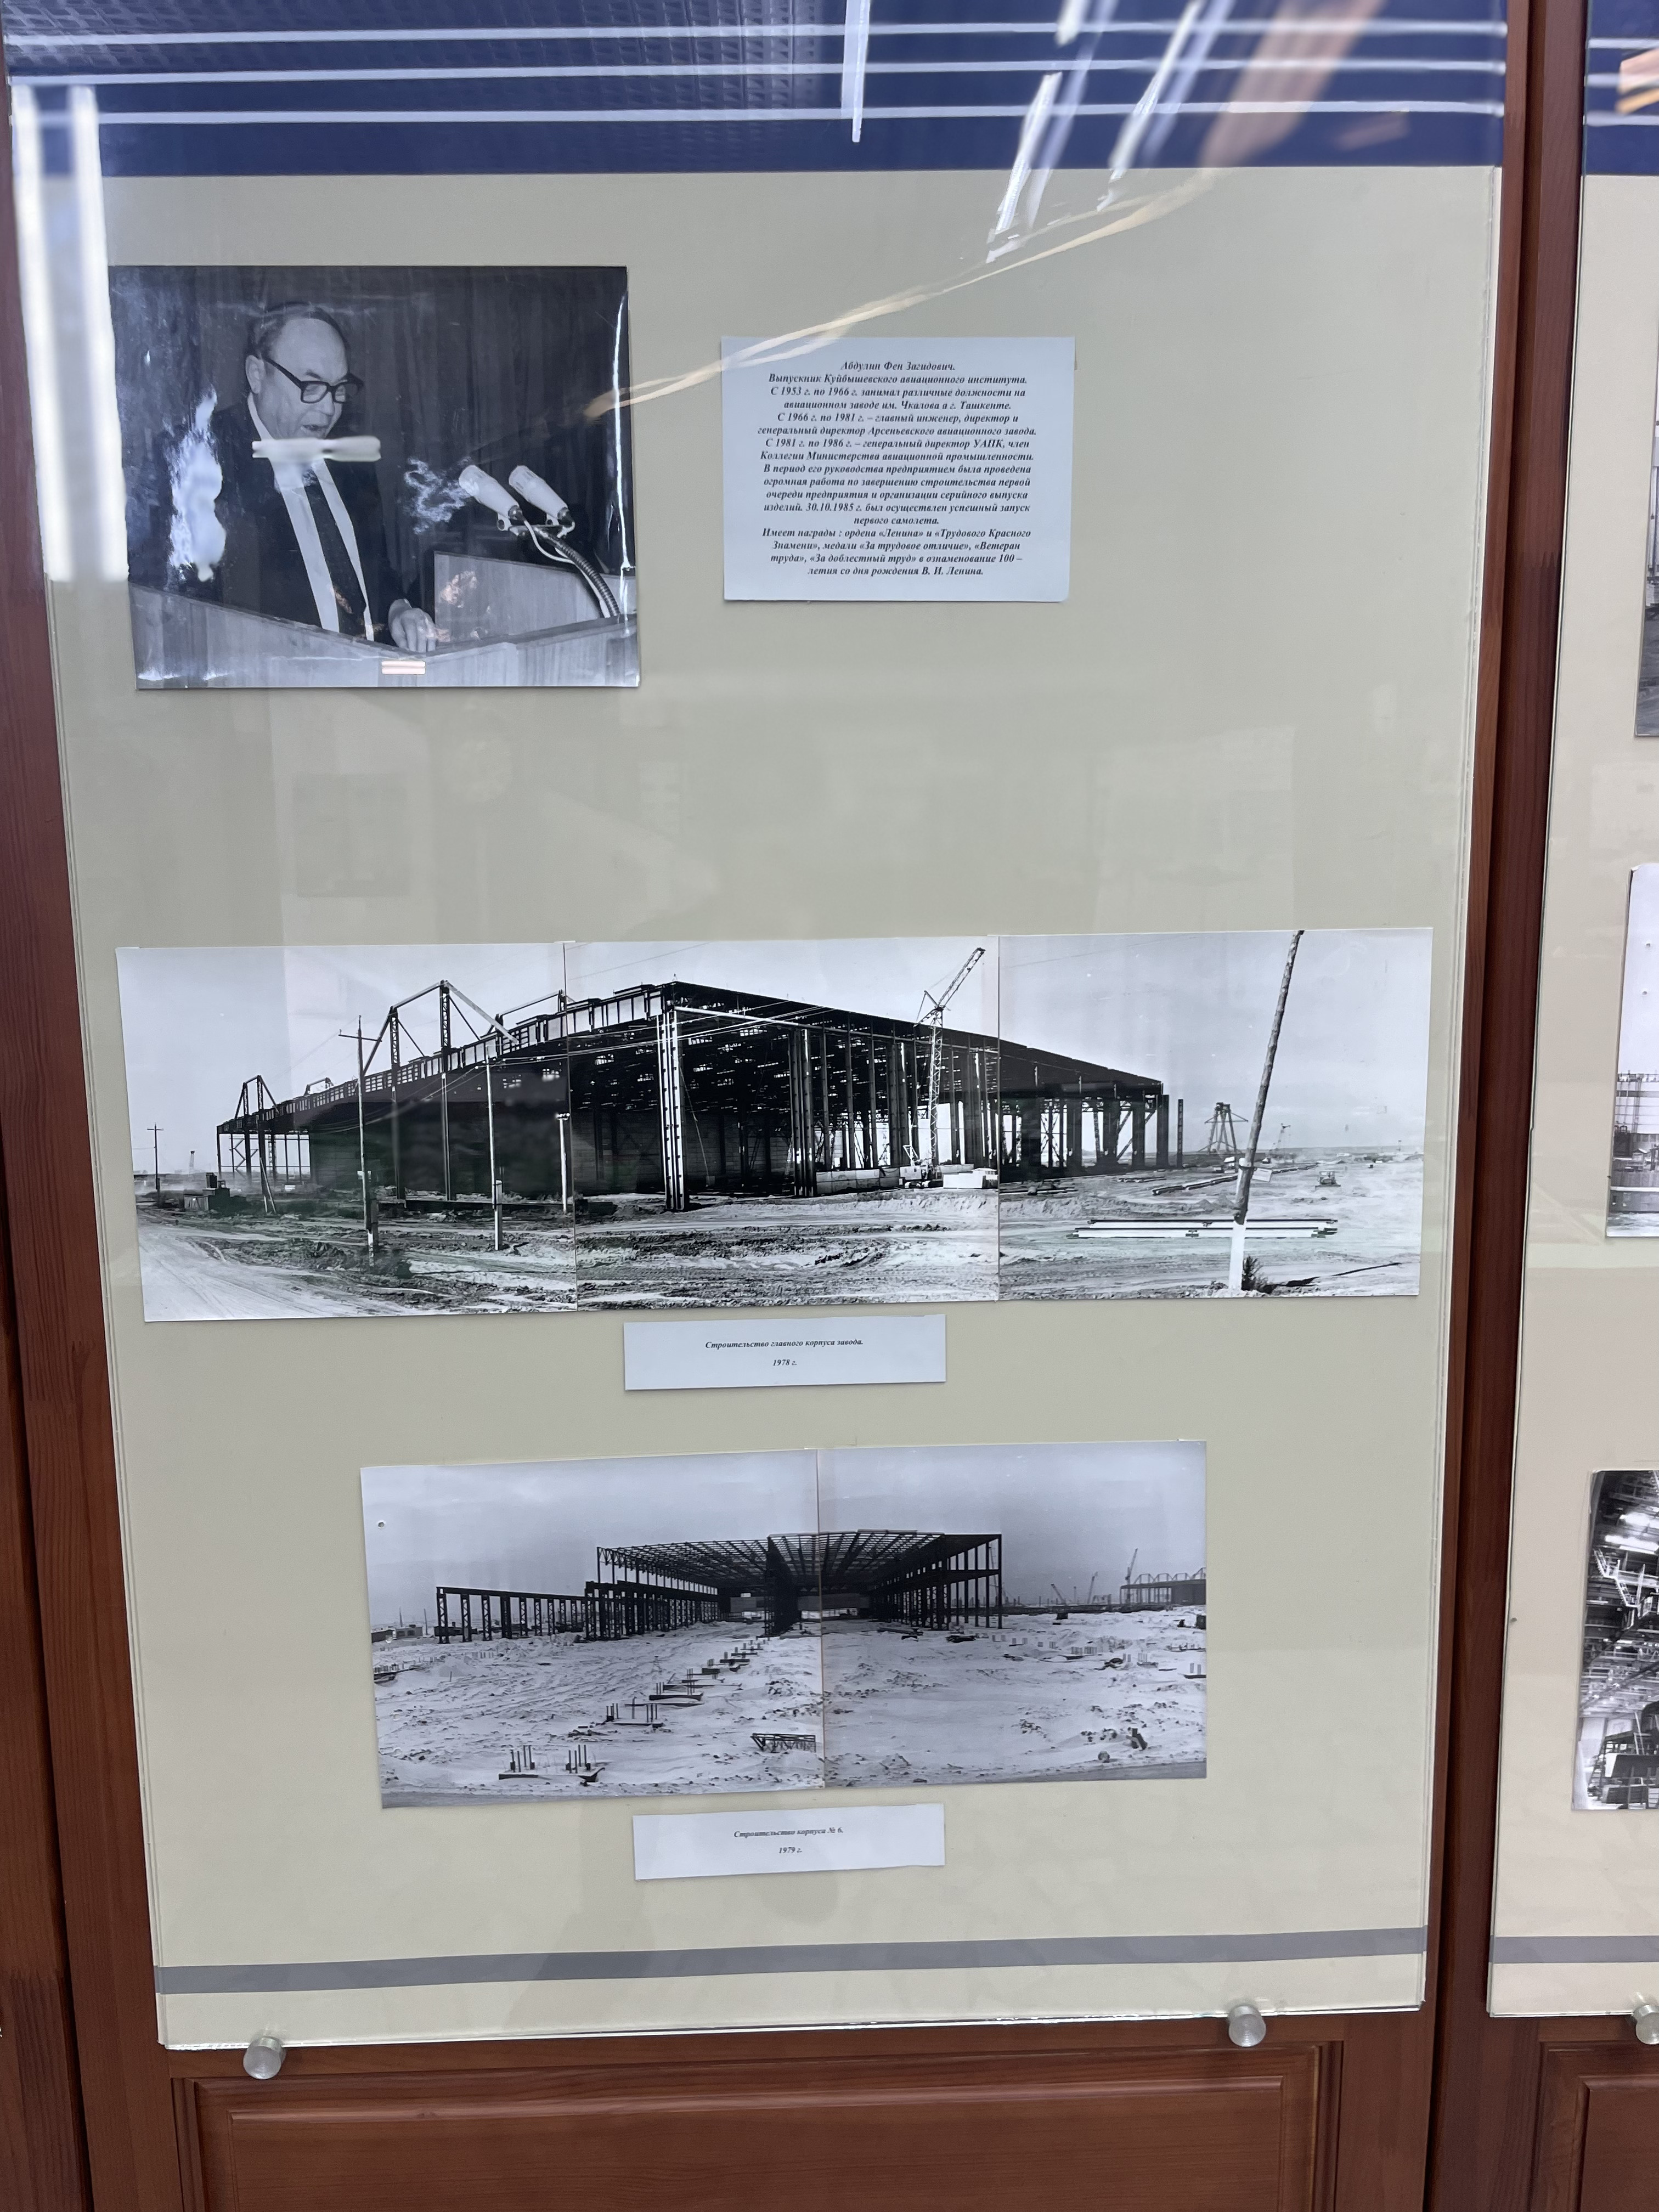 Абдулин Фен Загидович.
Выпускник Куйбышевского авиационного института.
С 1953 г. по 1966 г. занимал различные должности на
авиационном заводе им. Чкалова в г. Ташкенте.
С 1966 г. по 1981 г. – главный инженер, директор и
генеральный директор Арсеньевского авиационного завода.
С 1981 г. по 1986 г. – генеральный директор УАПК, член
Коллегии Министерства авиационной промышленности.
В период его руководства предприятием была проведена
огромная работа по завершению строительства первой
очереди предприятия и организации серийного выпуска
изделий. 30.10.1985 г. был осуществлен успешный запуск
первого самолета.
Имеет награды : ордена «Ленина» и «Трудового Красного
Знамени», медали «За трудовое отличие», «Ветеран
труда», «За доблестный труд» в ознаменование 100 –
летия со дня рождения В. И. Ленина.
Строительство главного корпуса завода.
1978 г.
Строительство корпуса № 6.
1979 г.